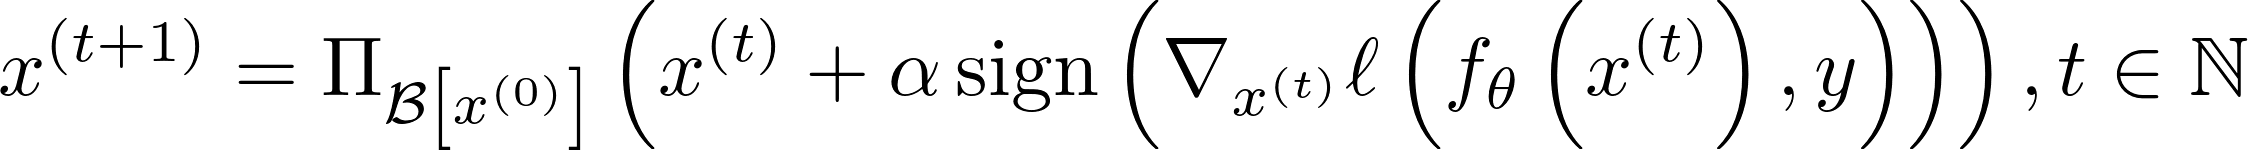 x^{(t+1)} = \Pi_{\mathcal{B}[x^{(0)}]} \left( x^{(t)} + \alpha \, \text{sign} \left( \nabla_{x^{(t)}} \ell \left( f_\theta \left( x^{(t)} \right), y \right) \right) \right), t \in \mathbb{N}